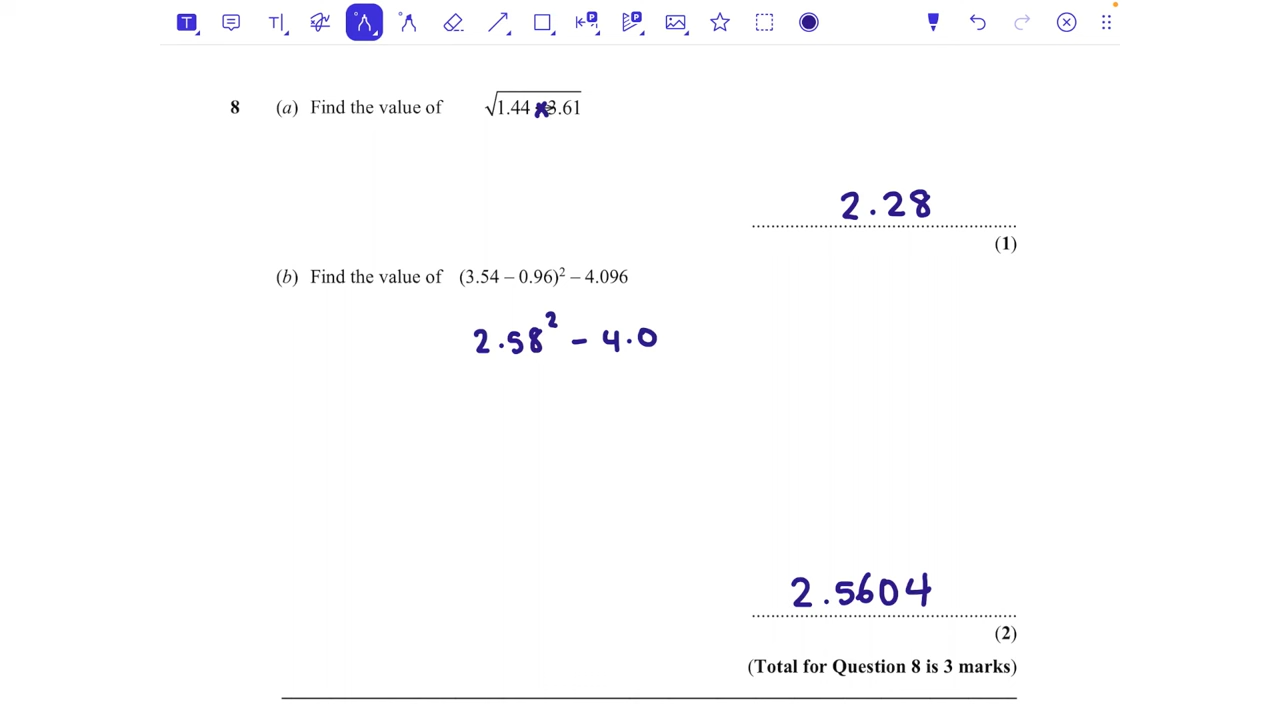 T T
P P
8 (a) Find the value of √1.44 × 3.61
2.28
(1)
(b) Find the value of (3.54 – 0.96)² – 4.096
2.58² – 4.0
2.5604
(2)
(Total for Question 8 is 3 marks)